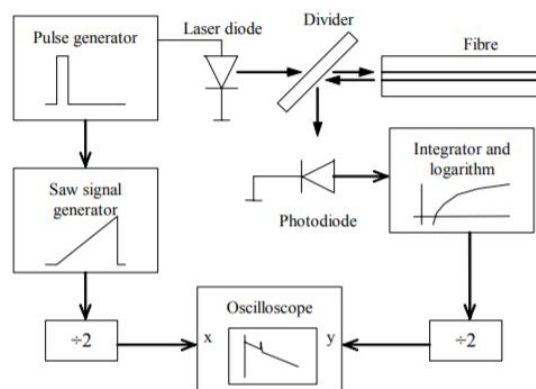 Pulse generator
Laser diode
Divider
Fibre
Saw signal
generator
Photodiode
Integrator and
logarithm
÷2
x
Oscilloscope
y
÷2